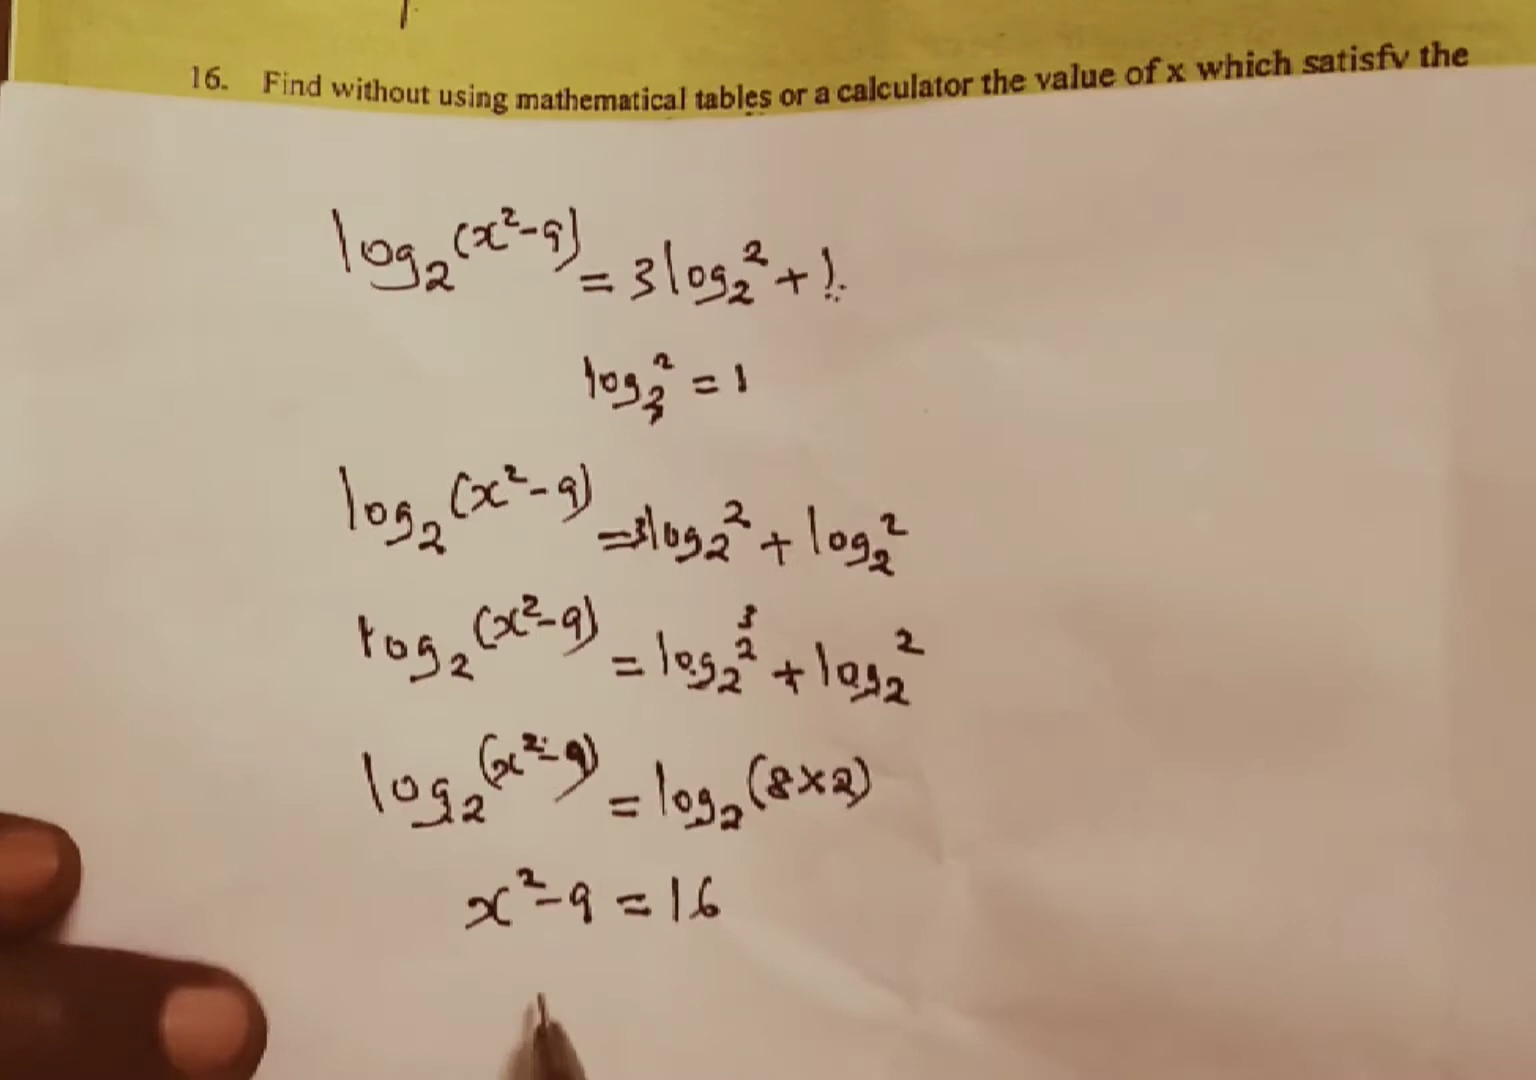 16. Find without using mathematical tables or a calculator the value of x which satisfy the
log₂(x²-9) = 3log₂2 + 1
log₂2 = 1
log₂(x²-9) = 3log₂2 + log₂2
log₂(x²-9) = log₂2³ + log₂2
log₂(x²-9) = log₂(8×2)
x²-9 = 16